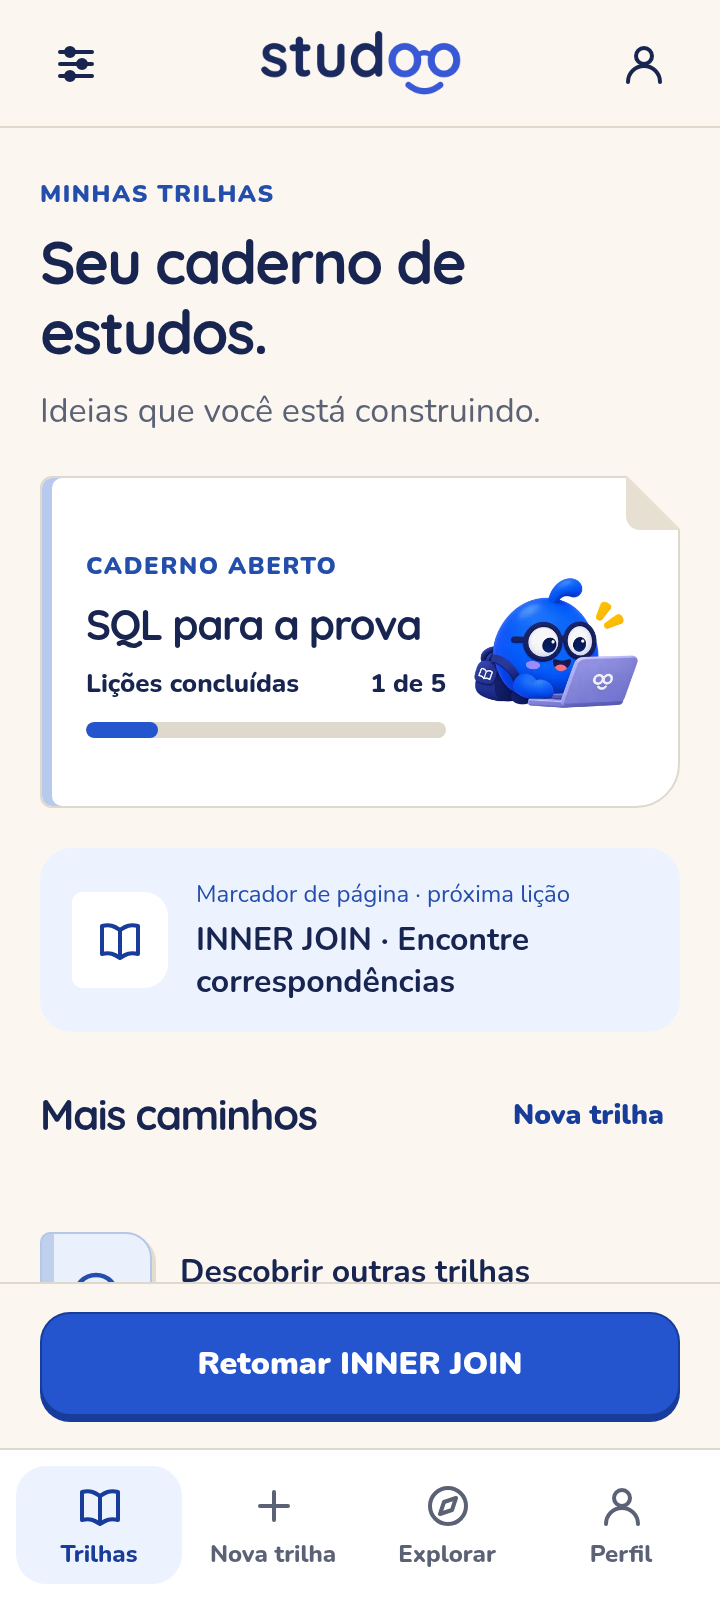 studoo
MINHAS TRILHAS
Seu caderno de
estudos.
Ideias que você está construindo.
CADERNO ABERTO
SQL para a prova
Lições concluídas 1 de 5
Marcador de página · próxima lição
INNER JOIN · Encontre
correspondências
Mais caminhos Nova trilha
Descobrir outras trilhas
Retomar INNER JOIN
Trilhas Nova trilha Explorar Perfil